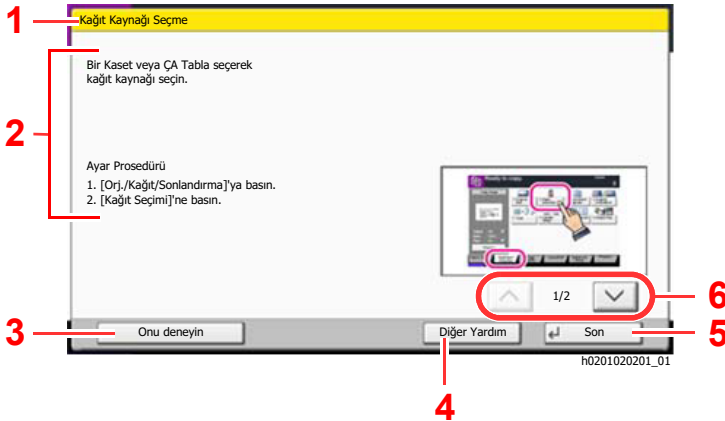 1
Kağıt Kaynağı Seçme
2
Bir Kaset veya ÇA Tabla seçerek
kağıt kaynağı seçin.
Ayar Prosedürü
1. [Orj./Kağıt/Sonlandırma]'ya basın.
2. [Kağıt Seçimi]'ne basın.
1/2
6
3
Onu deneyin
Diğer Yardım
Son
5
h0201020201_01
4